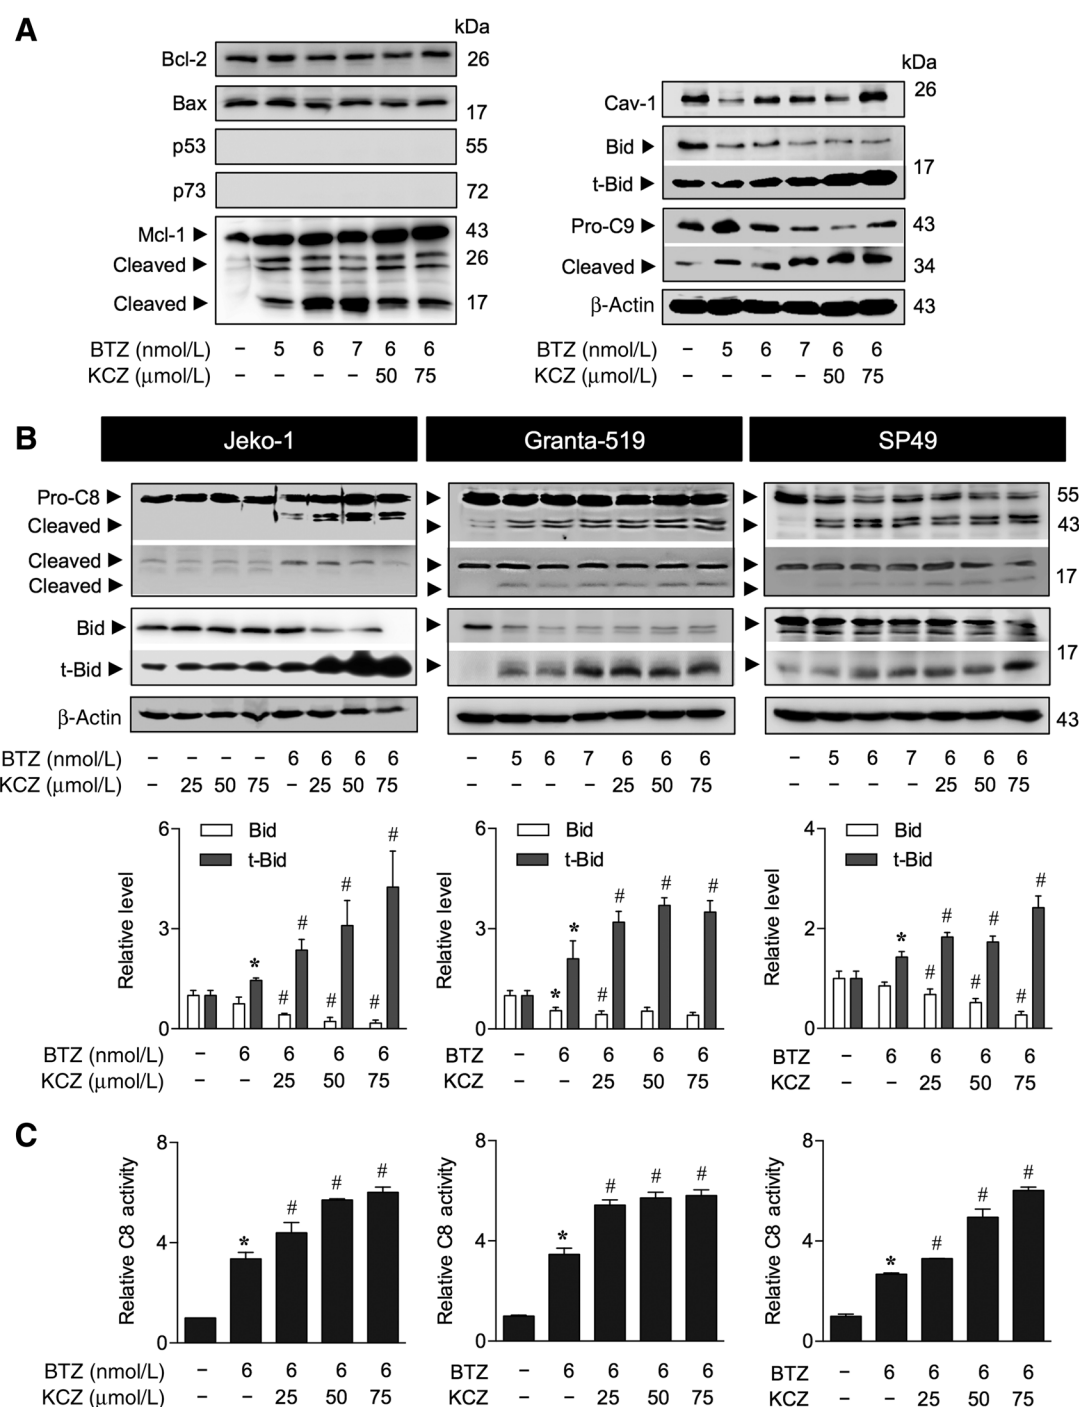 A
kDa
Bcl-2 26
Bax 17
p53 55
p73 72
Mcl-1 ► 43
Cleaved ► 26
Cleaved ► 17
BTZ (nmol/L) – 5 6 7 6 6
KCZ (μmol/L) – – – – 50 75
kDa
Cav-1 26
Bid ►
17
t-Bid ►
Pro-C9 ► 43
Cleaved ► 34
β-Actin 43
BTZ (nmol/L) – 5 6 7 6 6
KCZ (μmol/L) – – – – 50 75
B
Jeko-1 Granta-519 SP49
Pro-C8 ► ► ► 55
Cleaved ► ► ► 43
Cleaved ► ► ►
17
Cleaved ► ► ►
Bid ► ► ►
17
t-Bid ► ► ►
β-Actin 43
BTZ (nmol/L) – – – – 6 6 6 6 – 5 6 7 6 6 6 – 5 6 7 6 6 6
KCZ (μmol/L) – 25 50 75 – 25 50 75 – – – – 25 50 75 – – – – 25 50 75
6
3
0
Relative level
Bid
t-Bid
* # # # # # #
BTZ (nmol/L) – 6 6 6 6
KCZ (μmol/L) – – 25 50 75
6
3
0
Relative level
Bid
t-Bid
* * # # # #
BTZ – 6 6 6 6
KCZ – – 25 50 75
4
2
0
Relative level
Bid
t-Bid
* # # # # # #
BTZ – 6 6 6 6
KCZ – – 25 50 75
C
8
4
0
Relative C8 activity
* # # #
BTZ (nmol/L) – 6 6 6 6
KCZ (μmol/L) – – 25 50 75
8
4
0
Relative C8 activity
* # # #
BTZ – 6 6 6 6
KCZ – – 25 50 75
8
4
0
Relative C8 activity
* # # #
BTZ – 6 6 6 6
KCZ – – 25 50 75